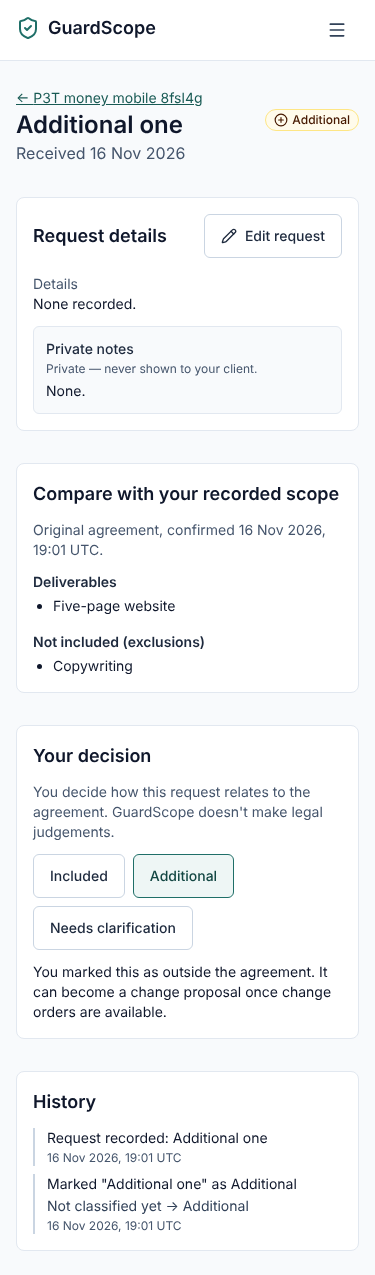 GuardScope
← P3T money mobile 8fsl4g
Additional one
Additional
Received 16 Nov 2026
Request details
Edit request
Details
None recorded.
Private notes
Private — never shown to your client.
None.
Compare with your recorded scope
Original agreement, confirmed 16 Nov 2026,
19:01 UTC.
Deliverables
• Five-page website
Not included (exclusions)
• Copywriting
Your decision
You decide how this request relates to the
agreement. GuardScope doesn't make legal
judgements.
Included
Additional
Needs clarification
You marked this as outside the agreement. It
can become a change proposal once change
orders are available.
History
Request recorded: Additional one
16 Nov 2026, 19:01 UTC
Marked "Additional one" as Additional
Not classified yet → Additional
16 Nov 2026, 19:01 UTC